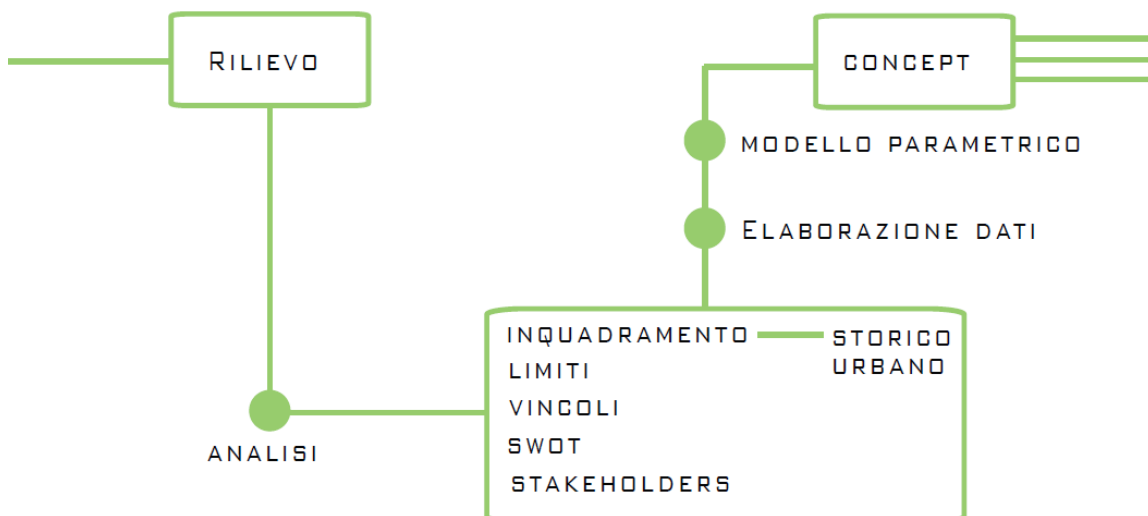 RILIEVO
CONCEPT
MODELLO PARAMETRICO
ELABORAZIONE DATI
INQUADRAMENTO
STORICO
URBANO
LIMITI
VINCOLI
SWOT
STAKEHOLDERS
ANALISI